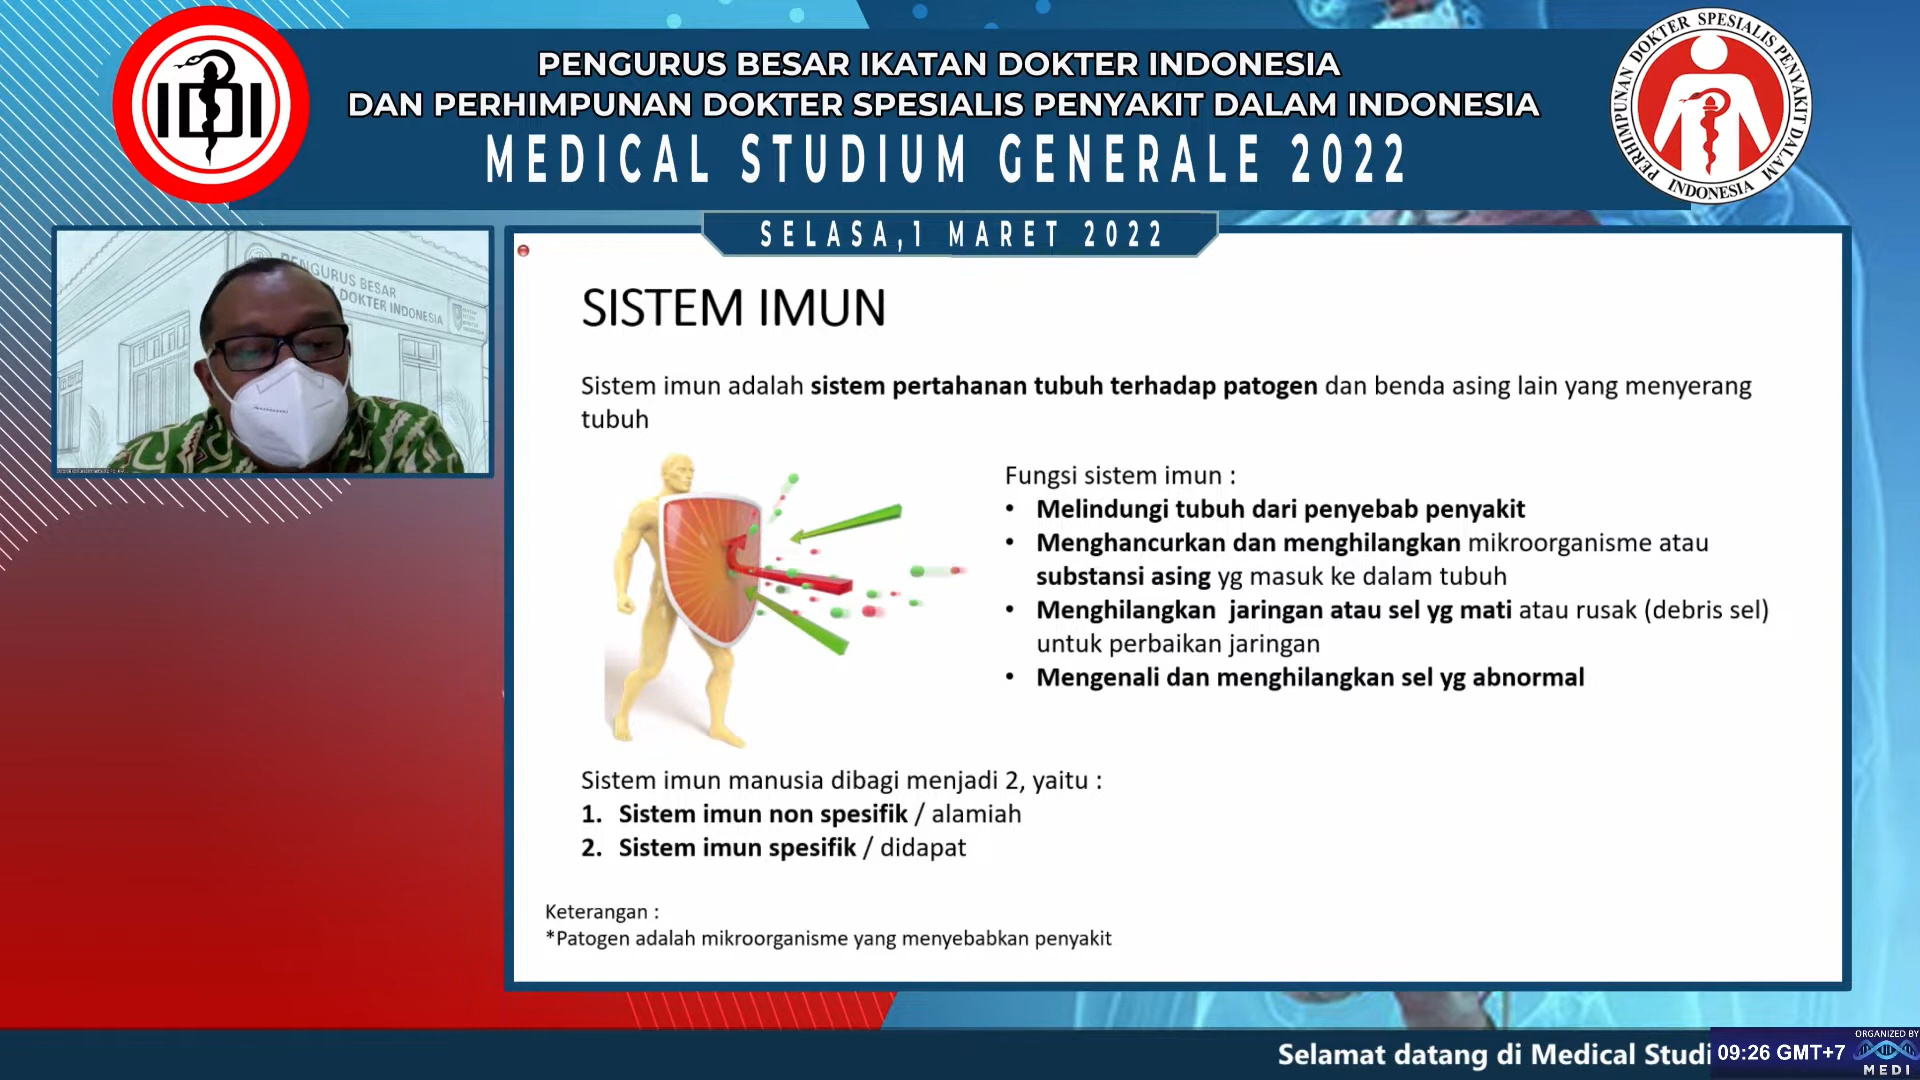 PENGURUS BESAR IKATAN DOKTER INDONESIA
DAN PERHIMPUNAN DOKTER SPESIALIS PENYAKIT DALAM INDONESIA
MEDICAL STUDIUM GENERALE 2022
SELASA,1 MARET 2022
IDI
PERHIMPUNAN DOKTER SPESIALIS PENYAKIT DALAM
INDONESIA
PENGURUS BESAR
DOKTER INDONESIA
SISTEM IMUN
Sistem imun adalah sistem pertahanan tubuh terhadap patogen dan benda asing lain yang menyerang
tubuh
Fungsi sistem imun :
• Melindungi tubuh dari penyebab penyakit
• Menghancurkan dan menghilangkan mikroorganisme atau
substansi asing yg masuk ke dalam tubuh
• Menghilangkan jaringan atau sel yg mati atau rusak (debris sel)
untuk perbaikan jaringan
• Mengenali dan menghilangkan sel yg abnormal
Sistem imun manusia dibagi menjadi 2, yaitu :
1. Sistem imun non spesifik / alamiah
2. Sistem imun spesifik / didapat
Keterangan :
*Patogen adalah mikroorganisme yang menyebabkan penyakit
Selamat datang di Medical Studi
09:26 GMT+7
ORGANIZED BY
MEDI